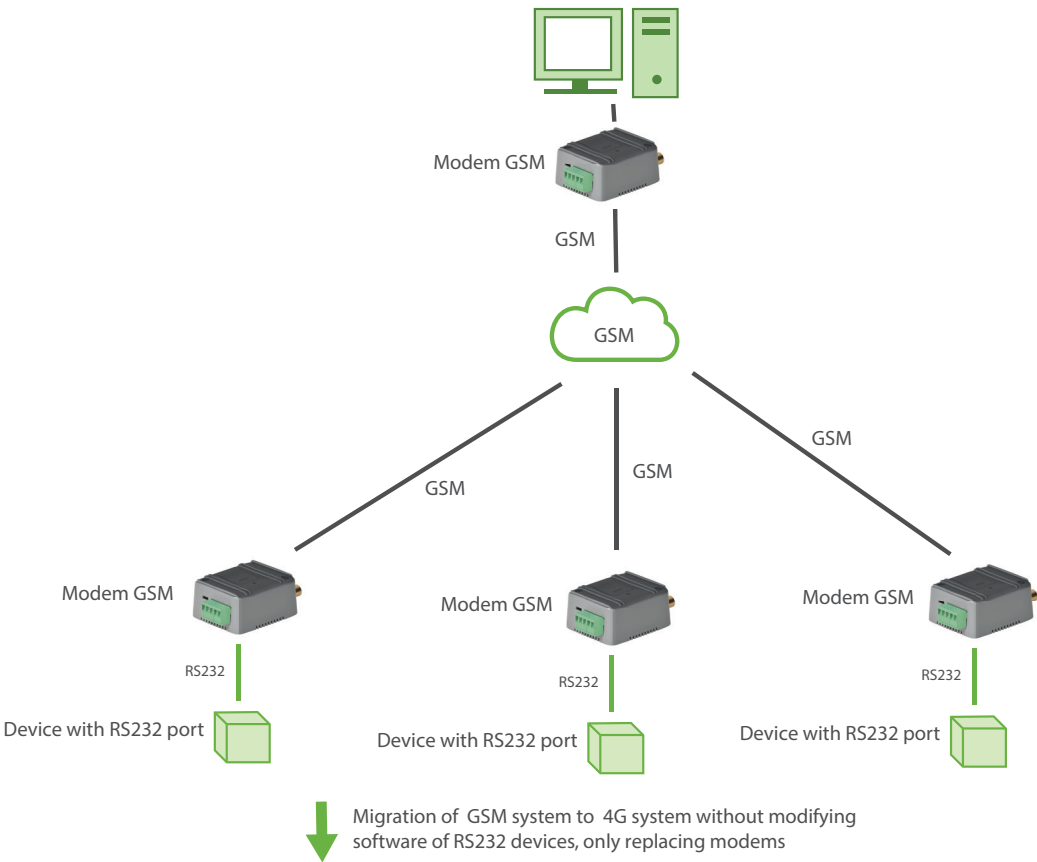 Modem GSM
GSM
GSM
GSM
GSM
GSM
Modem GSM
Modem GSM
Modem GSM
RS232
RS232
RS232
Device with RS232 port
Device with RS232 port
Device with RS232 port
Migration of GSM system to 4G system without modifying
software of RS232 devices, only replacing modems